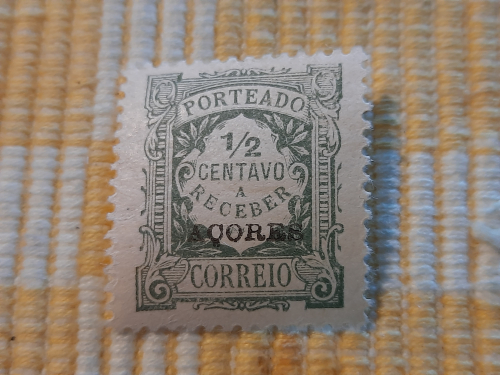 PORTEADO
1/2
CENTAVO
A
RECEBER
AÇORES
CORREIO